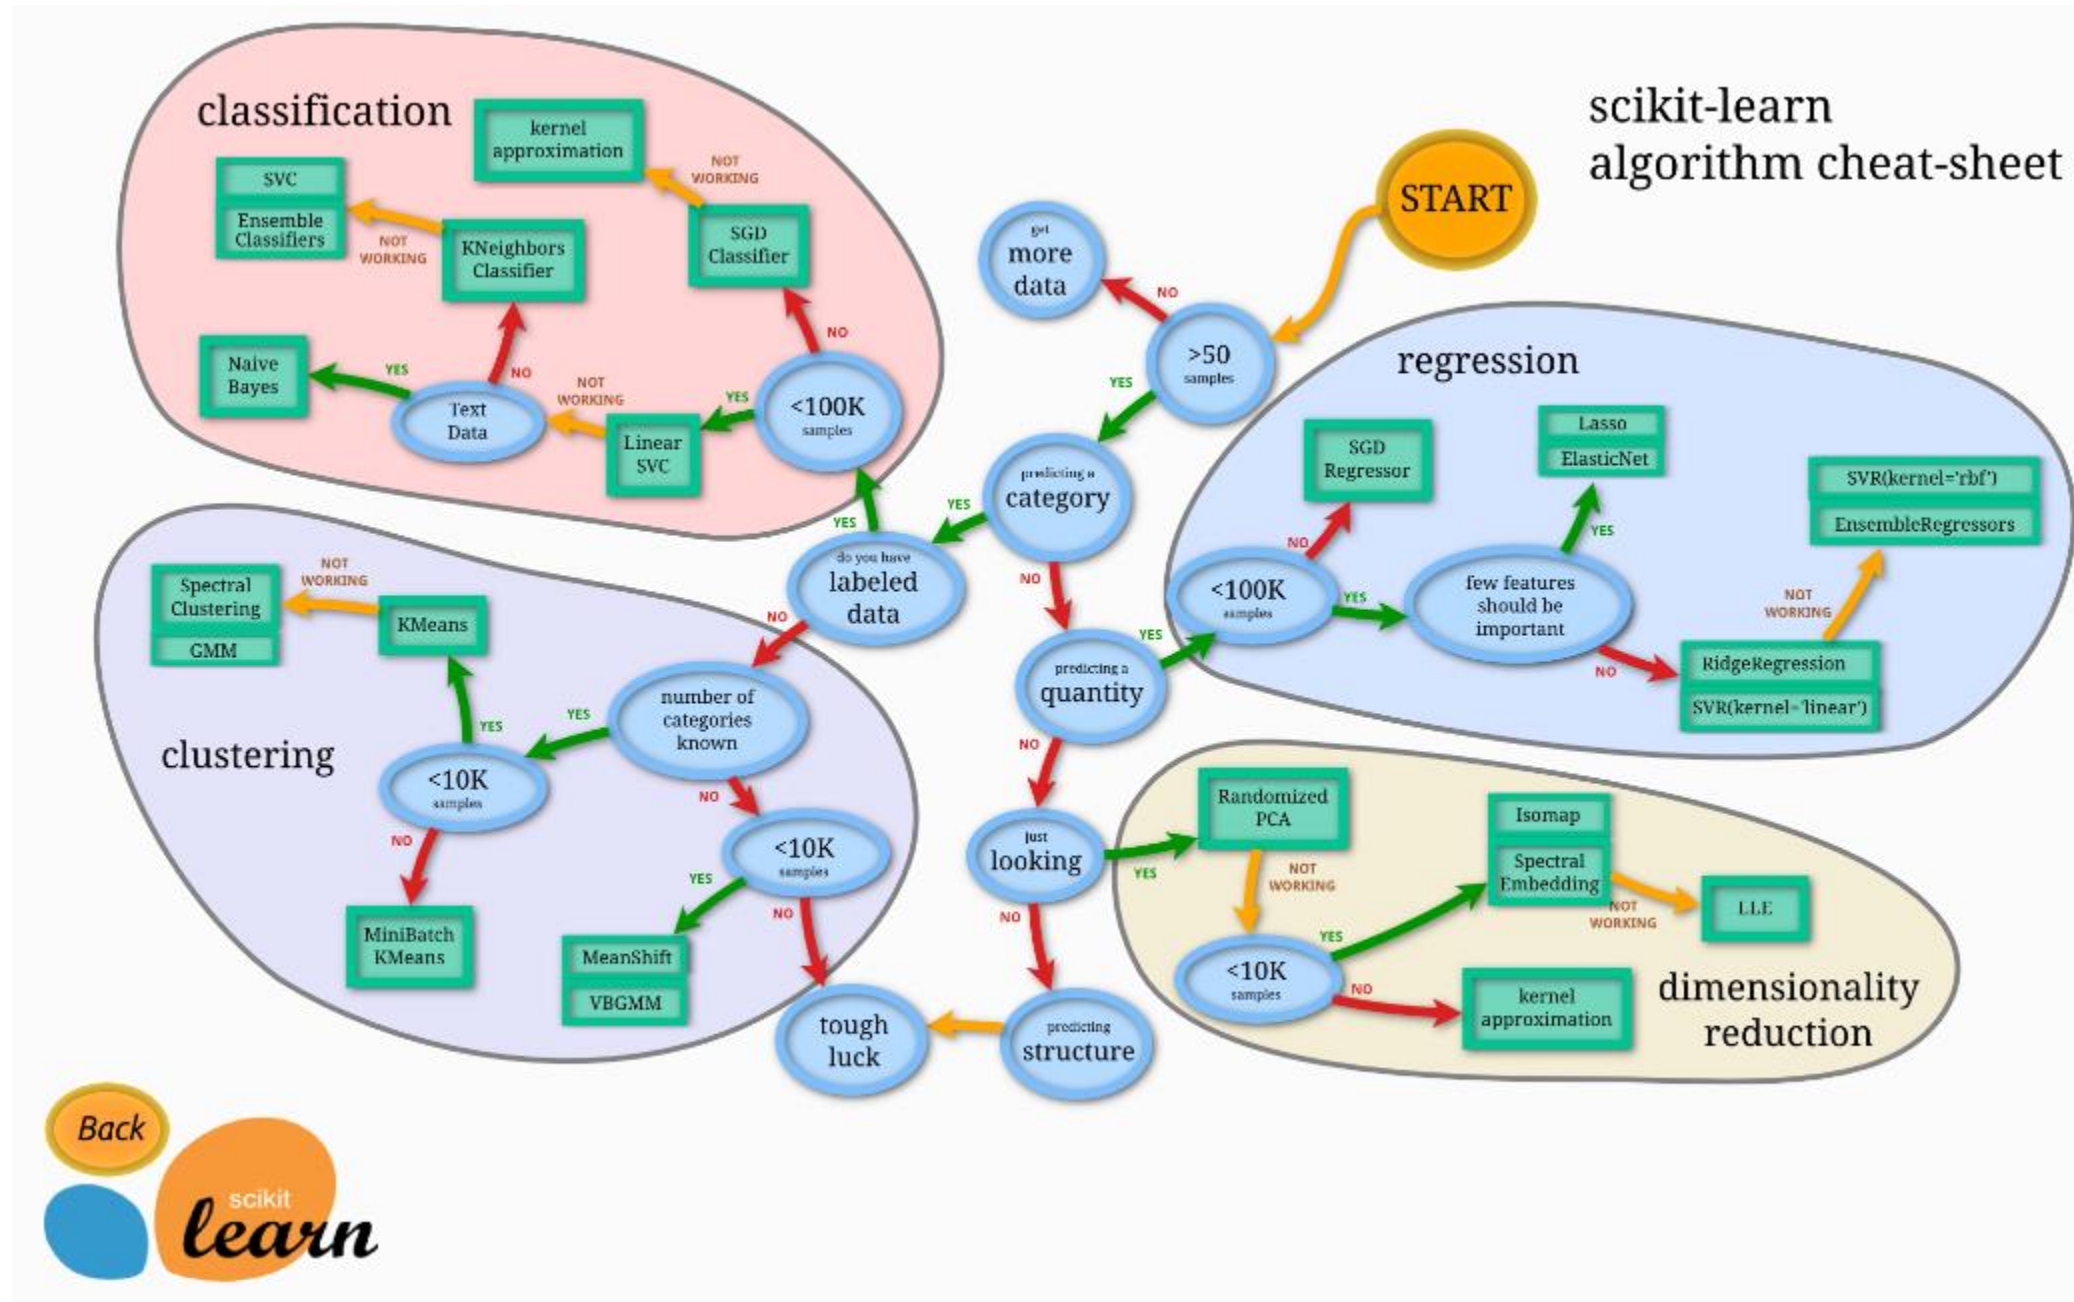 scikit-learn
algorithm cheat-sheet
START
get
more
data
NO
>50
samples
YES
predicting a
category
YES
NO
do you have
labeled
data
YES
NO
predicting a
quantity
YES
NO
just
looking
YES
NO
predicting
structure
tough
luck
classification
kernel
approximation
NOT
WORKING
SGD
Classifier
NO
<100K
samples
YES
Linear
SVC
NOT
WORKING
Text
Data
YES
Naive
Bayes
NO
KNeighbors
Classifier
NOT
WORKING
SVC
Ensemble
Classifiers
regression
<100K
samples
NO
SGD
Regressor
YES
few features
should be
important
YES
Lasso
ElasticNet
NO
RidgeRegression
SVR(kernel='linear')
NOT
WORKING
SVR(kernel='rbf')
EnsembleRegressors
clustering
number of
categories
known
YES
<10K
samples
YES
KMeans
NOT
WORKING
Spectral
Clustering
GMM
NO
MiniBatch
KMeans
NO
<10K
samples
YES
MeanShift
VBGMM
NO
dimensionality
reduction
Randomized
PCA
NOT
WORKING
<10K
samples
YES
Isomap
Spectral
Embedding
NOT
WORKING
LLE
NO
kernel
approximation
Back
scikit
learn